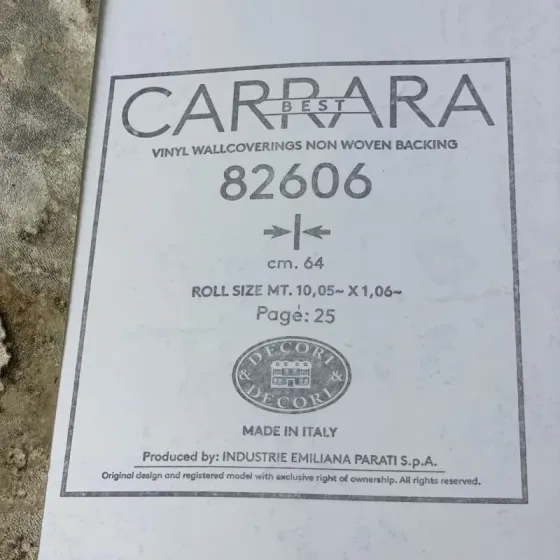 CARRARA
BEST
VINYL WALLCOVERINGS NON WOVEN BACKING
82606
cm. 64
ROLL SIZE MT. 10,05~ X 1,06~
Page: 25
& DECORI &
DECORI
MADE IN ITALY
Produced by: INDUSTRIE EMILIANA PARATI S.p.A.
Original design and registered model with exclusive right of ownership. All rights reserved.